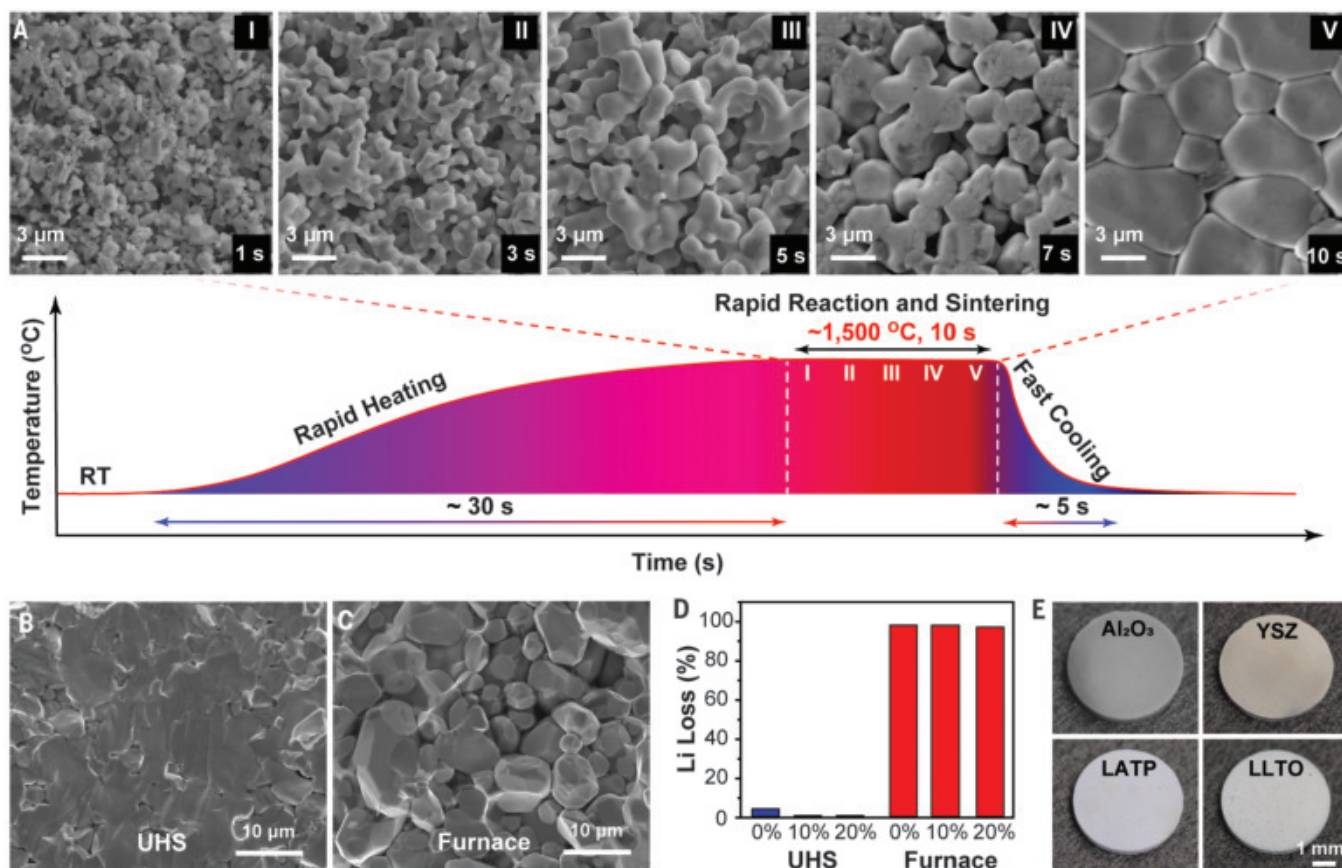 A
I
II
III
IV
V
3 µm
1 s
3 µm
3 s
3 µm
5 s
3 µm
7 s
3 µm
10 s
Temperature (°C)
RT
Rapid Heating
~ 30 s
Rapid Reaction and Sintering
~1,500 °C, 10 s
I II III IV V
Fast Cooling
~ 5 s
Time (s)
B
UHS
10 µm
C
Furnace
10 µm
D
Li Loss (%)
100
80
60
40
20
0
0% 10% 20% 0% 10% 20%
UHS Furnace
E
Al₂O₃
YSZ
LATP
LLTO
1 mm